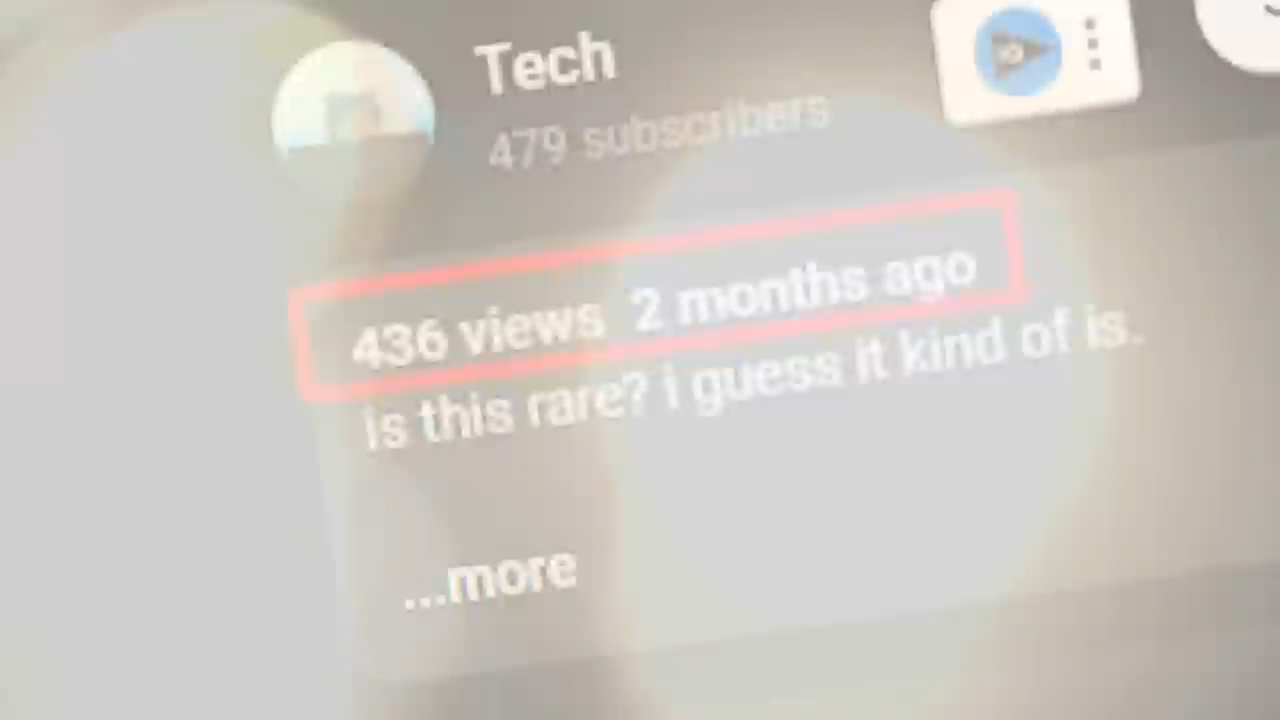 Tech
479 subscribers
436 views 2 months ago
is this rare? i guess it kind of is.
...more